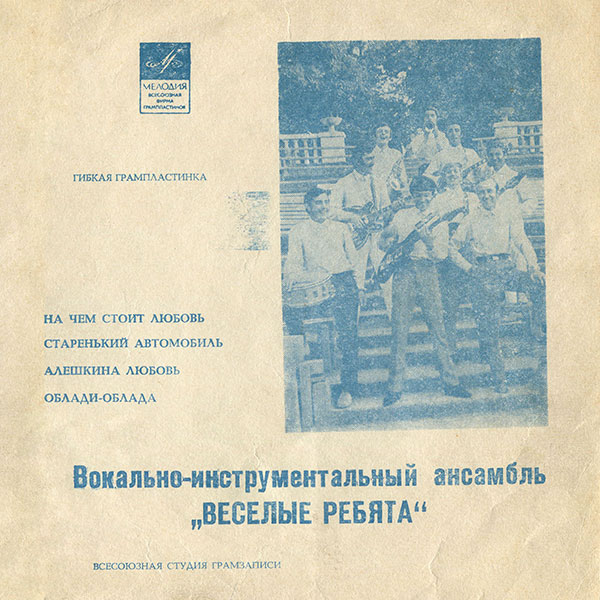 МЕЛОДИЯ
ВСЕСОЮЗНАЯ
ФИРМА
ГРАМПЛАСТИНОК
ГИБКАЯ ГРАМПЛАСТИНКА
НА ЧЕМ СТОИТ ЛЮБОВЬ
СТАРЕНЬКИЙ АВТОМОБИЛЬ
АЛЕШКИНА ЛЮБОВЬ
ОБЛАДИ-ОБЛАДА
Вокально-инструментальный ансамбль
„ВЕСЕЛЫЕ РЕБЯТА“
ВСЕСОЮЗНАЯ СТУДИЯ ГРАМЗАПИСИ